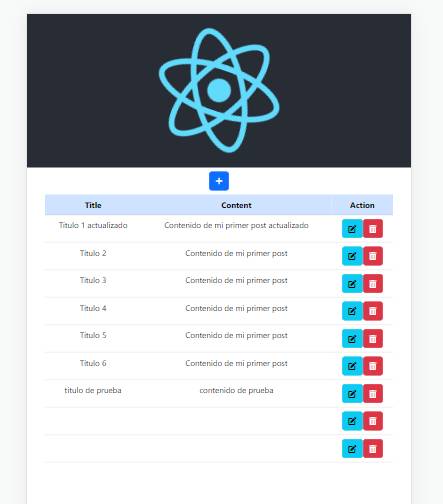 +
Title Content Action
Titulo 1 actualizado Contenido de mi primer post actualizado
Titulo 2 Contenido de mi primer post
Titulo 3 Contenido de mi primer post
Titulo 4 Contenido de mi primer post
Titulo 5 Contenido de mi primer post
Titulo 6 Contenido de mi primer post
titulo de prueba contenido de prueba